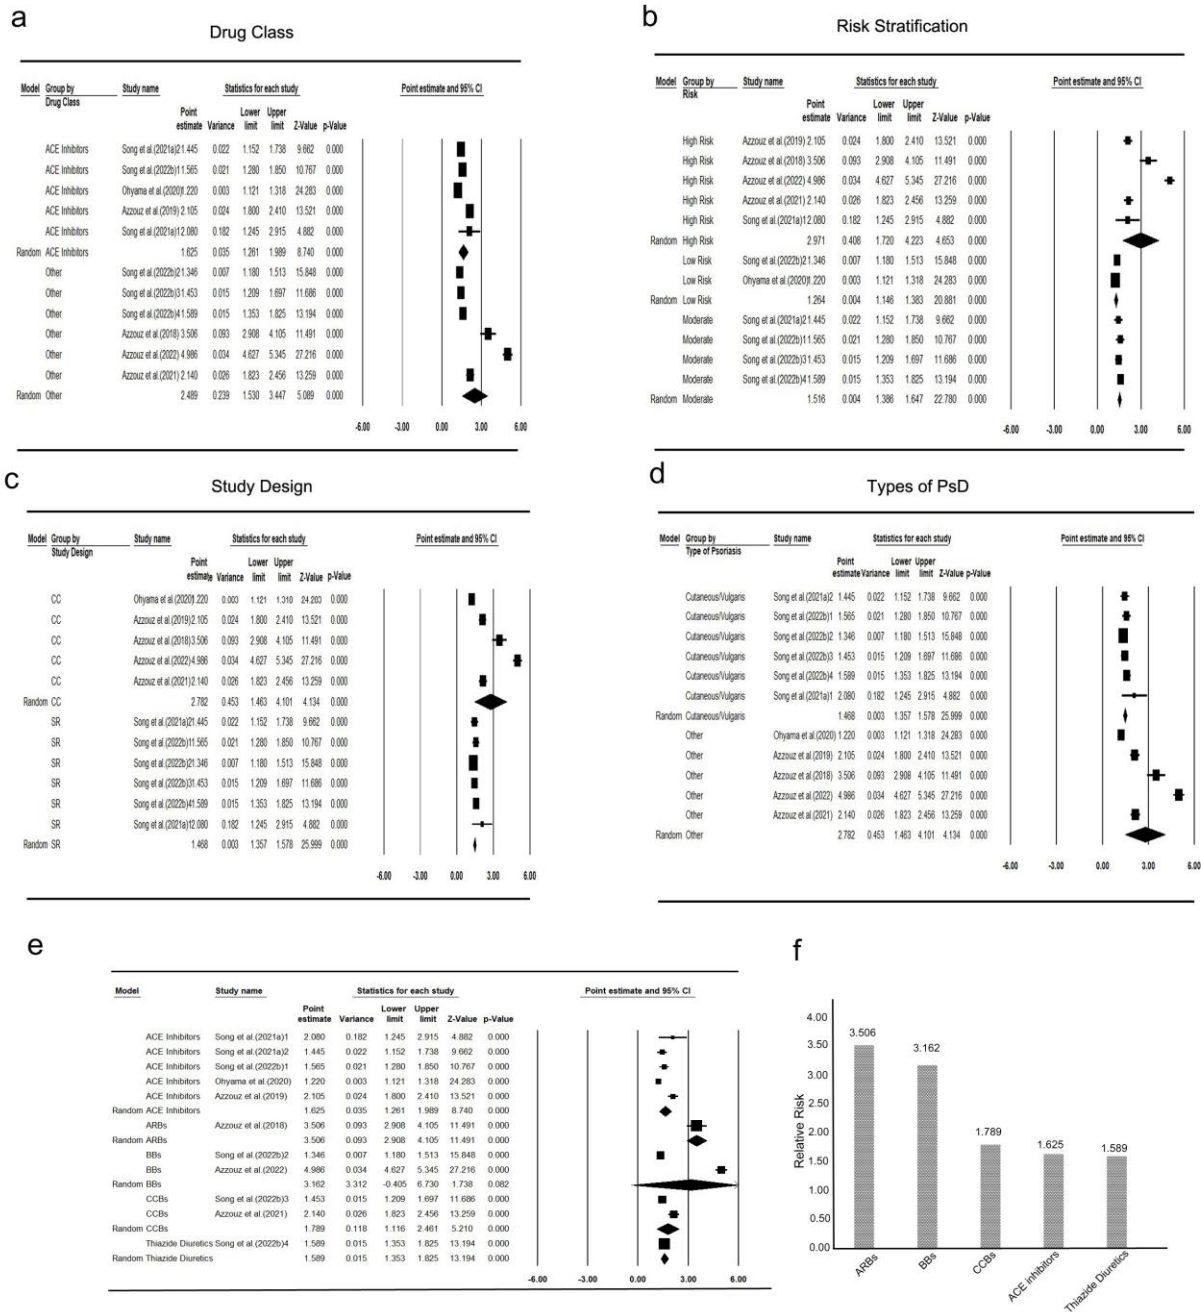 a
Drug Class
Model Group by Study name Statistics for each study Point estimate and 95% CI
Drug Class
Point Lower Upper
estimate Variance limit limit Z-Value p-Value
ACE Inhibitors Song et al.(2021a)21.445 0.022 1.152 1.738 9.662 0.000
ACE Inhibitors Song et al.(2022b)11.565 0.021 1.280 1.850 10.767 0.000
ACE Inhibitors Ohyama et al.(2020)1.220 0.003 1.121 1.318 24.283 0.000
ACE Inhibitors Azzouz et al.(2019) 2.105 0.024 1.800 2.410 13.521 0.000
ACE Inhibitors Song et al.(2021a)12.080 0.182 1.245 2.915 4.882 0.000
Random ACE Inhibitors 1.625 0.035 1.261 1.989 8.740 0.000
Other Song et al.(2022b)21.346 0.007 1.180 1.513 15.848 0.000
Other Song et al.(2022b)31.453 0.015 1.209 1.697 11.686 0.000
Other Song et al.(2022b)41.589 0.015 1.353 1.825 13.194 0.000
Other Azzouz et al.(2018) 3.506 0.093 2.908 4.105 11.491 0.000
Other Azzouz et al.(2022) 4.986 0.034 4.627 5.345 27.216 0.000
Other Azzouz et al.(2021) 2.140 0.026 1.823 2.456 13.259 0.000
Random Other 2.489 0.239 1.530 3.447 5.089 0.000
-6.00 -3.00 0.00 3.00 6.00
b
Risk Stratification
Model Group by Study name Statistics for each study Point estimate and 95% CI
Risk
Point Lower Upper
estimate Variance limit limit Z-Value p-Value
High Risk Azzouz et al.(2019) 2.105 0.024 1.800 2.410 13.521 0.000
High Risk Azzouz et al.(2018) 3.506 0.093 2.908 4.105 11.491 0.000
High Risk Azzouz et al.(2022) 4.986 0.034 4.627 5.345 27.216 0.000
High Risk Azzouz et al.(2021) 2.140 0.026 1.823 2.456 13.259 0.000
High Risk Song et al.(2021a)12.080 0.182 1.245 2.915 4.882 0.000
Random High Risk 2.971 0.408 1.720 4.223 4.653 0.000
Low Risk Song et al.(2022b)21.346 0.007 1.180 1.513 15.848 0.000
Low Risk Ohyama et al.(2020)1.220 0.003 1.121 1.318 24.283 0.000
Random Low Risk 1.264 0.004 1.146 1.383 20.881 0.000
Moderate Song et al.(2021a)21.445 0.022 1.152 1.738 9.662 0.000
Moderate Song et al.(2022b)11.565 0.021 1.280 1.850 10.767 0.000
Moderate Song et al.(2022b)31.453 0.015 1.209 1.697 11.686 0.000
Moderate Song et al.(2022b)41.589 0.015 1.353 1.825 13.194 0.000
Random Moderate 1.516 0.004 1.386 1.647 22.780 0.000
-6.00 -3.00 0.00 3.00 6.00
c
Study Design
Model Group by Study name Statistics for each study Point estimate and 95% CI
Study Design
Point Lower Upper
estimate Variance limit limit Z-Value p-Value
CC Ohyama et al.(2020)1.220 0.003 1.121 1.310 24.203 0.000
CC Azzouz et al.(2019)2.105 0.024 1.800 2.410 13.521 0.000
CC Azzouz et al.(2018)3.506 0.093 2.908 4.105 11.491 0.000
CC Azzouz et al.(2022)4.986 0.034 4.627 5.345 27.216 0.000
CC Azzouz et al.(2021)2.140 0.026 1.823 2.456 13.259 0.000
Random CC 2.782 0.453 1.463 4.101 4.134 0.000
SR Song et al.(2021a)21.445 0.022 1.152 1.738 9.662 0.000
SR Song et al.(2022b)11.565 0.021 1.280 1.850 10.767 0.000
SR Song et al.(2022b)21.346 0.007 1.180 1.513 15.848 0.000
SR Song et al.(2022b)31.453 0.015 1.209 1.697 11.686 0.000
SR Song et al.(2022b)41.589 0.015 1.353 1.825 13.194 0.000
SR Song et al.(2021a)12.080 0.182 1.245 2.915 4.882 0.000
Random SR 1.468 0.003 1.357 1.578 25.999 0.000
-6.00 -3.00 0.00 3.00 6.00
d
Types of PsD
Model Group by Study name Statistics for each study Point estimate and 95% CI
Type of Psoriasis
Point Lower Upper
estimate Variance limit limit Z-Value p-Value
Cutaneous/Vulgaris Song et al.(2021a)2 1.445 0.022 1.152 1.738 9.662 0.000
Cutaneous/Vulgaris Song et al.(2022b)1 1.565 0.021 1.280 1.850 10.767 0.000
Cutaneous/Vulgaris Song et al.(2022b)2 1.346 0.007 1.180 1.513 15.848 0.000
Cutaneous/Vulgaris Song et al.(2022b)3 1.453 0.015 1.209 1.697 11.686 0.000
Cutaneous/Vulgaris Song et al.(2022b)4 1.589 0.015 1.353 1.825 13.194 0.000
Cutaneous/Vulgaris Song et al.(2021a)1 2.080 0.182 1.245 2.915 4.882 0.000
Random Cutaneous/Vulgaris 1.468 0.003 1.357 1.578 25.999 0.000
Other Ohyama et al.(2020) 1.220 0.003 1.121 1.318 24.283 0.000
Other Azzouz et al.(2019) 2.105 0.024 1.800 2.410 13.521 0.000
Other Azzouz et al.(2018) 3.506 0.093 2.908 4.105 11.491 0.000
Other Azzouz et al.(2022) 4.986 0.034 4.627 5.345 27.216 0.000
Other Azzouz et al.(2021) 2.140 0.026 1.823 2.456 13.259 0.000
Random Other 2.782 0.453 1.463 4.101 4.134 0.000
-6.00 -3.00 0.00 3.00 6.00
e
Model Study name Statistics for each study Point estimate and 95% CI
Point Lower Upper
estimate Variance limit limit Z-Value p-Value
ACE Inhibitors Song et al.(2021a)1 2.080 0.182 1.245 2.915 4.882 0.000
ACE Inhibitors Song et al.(2021a)2 1.445 0.022 1.152 1.738 9.662 0.000
ACE Inhibitors Song et al.(2022b)1 1.565 0.021 1.280 1.850 10.767 0.000
ACE Inhibitors Ohyama et al.(2020) 1.220 0.003 1.121 1.318 24.283 0.000
ACE Inhibitors Azzouz et al.(2019) 2.105 0.024 1.800 2.410 13.521 0.000
Random ACE Inhibitors 1.625 0.035 1.261 1.989 8.740 0.000
ARBs Azzouz et al.(2018) 3.506 0.093 2.908 4.105 11.491 0.000
Random ARBs 3.506 0.093 2.908 4.105 11.491 0.000
BBs Song et al.(2022b)2 1.346 0.007 1.180 1.513 15.848 0.000
BBs Azzouz et al.(2022) 4.986 0.034 4.627 5.345 27.216 0.000
Random BBs 3.162 3.312 -0.405 6.730 1.738 0.082
CCBs Song et al.(2022b)3 1.453 0.015 1.209 1.697 11.686 0.000
CCBs Azzouz et al.(2021) 2.140 0.026 1.823 2.456 13.259 0.000
Random CCBs 1.789 0.118 1.116 2.461 5.210 0.000
Thiazide Diuretics Song et al.(2022b)4 1.589 0.015 1.353 1.825 13.194 0.000
Random Thiazide Diuretics 1.589 0.015 1.353 1.825 13.194 0.000
-6.00 -3.00 0.00 3.00 6.00
f
Relative Risk
4.00
3.50
3.00
2.50
2.00
1.50
1.00
0.50
0.00
3.506
3.162
1.789
1.625
1.589
ARBs
BBs
CCBs
ACE inhibitors
Thiazide Diuretics